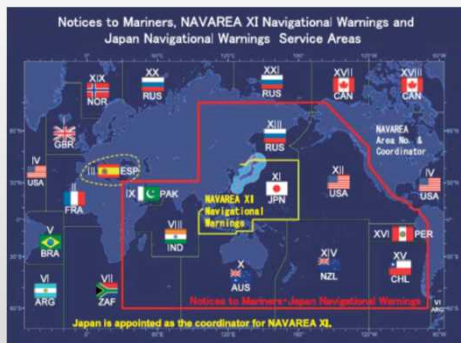 Notices to Mariners, NAVAREA XI Navigational Warnings and
Japan Navigational Warnings Service Areas
XIX
NOR
XX
RUS
XXI
RUS
XVII
CAN
XVIII
CAN
I
GBR
XIII
RUS
NAVAREA
Area No. &
Coordinator
IV
USA
III
ESP
II
FRA
IX
PAK
XI
JPN
XII
USA
IV
USA
NAVAREA XI
Navigational
Warnings
VIII
IND
V
BRA
XVI
PER
X
AUS
XIV
NZL
XV
CHL
VI
ARG
VII
ZAF
Notices to Mariners·Japan Navigational Warnings
VI
ARG
Japan is appointed as the coordinator for NAVAREA XI.